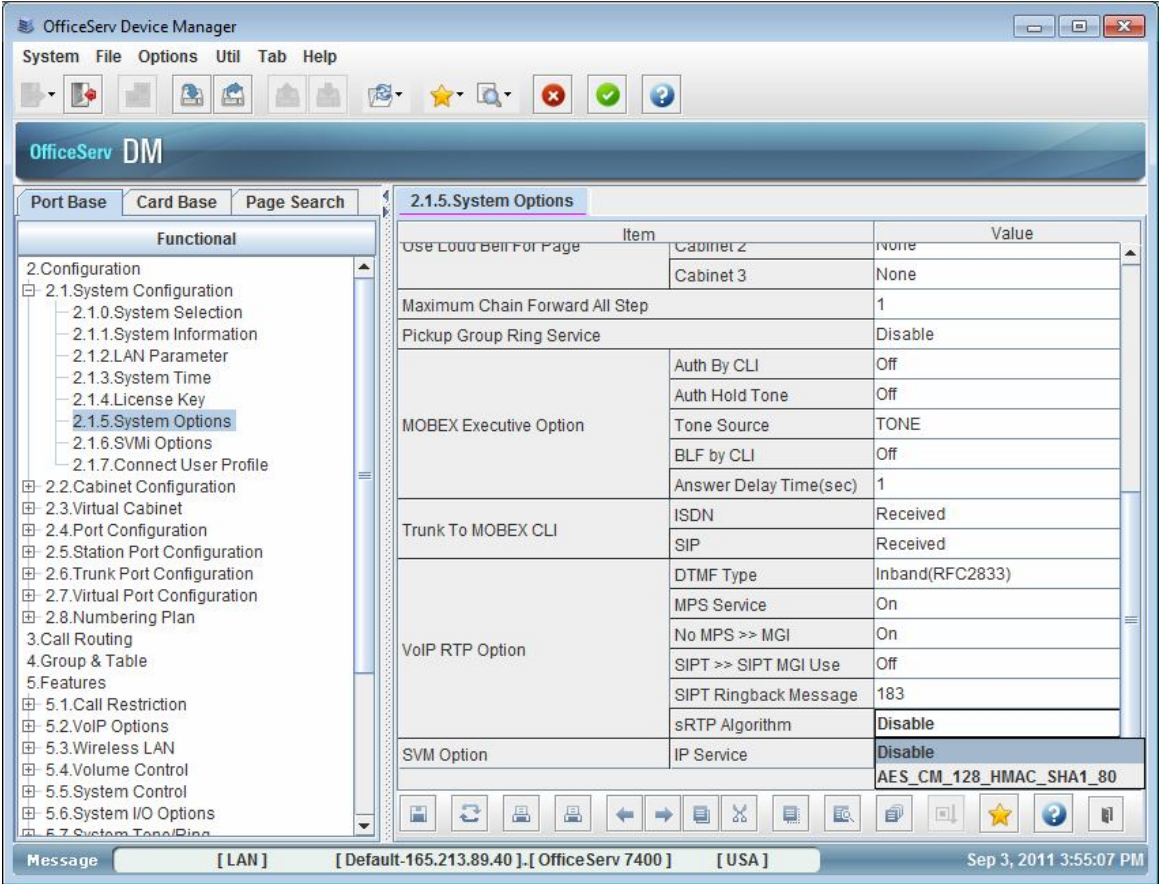 OfficeServ Device Manager
System File Options Util Tab Help
OfficeServ DM
Port Base Card Base Page Search
Functional
2.Configuration
2.1.System Configuration
2.1.0.System Selection
2.1.1.System Information
2.1.2.LAN Parameter
2.1.3.System Time
2.1.4.License Key
2.1.5.System Options
2.1.6.SVMi Options
2.1.7.Connect User Profile
2.2.Cabinet Configuration
2.3.Virtual Cabinet
2.4.Port Configuration
2.5.Station Port Configuration
2.6.Trunk Port Configuration
2.7.Virtual Port Configuration
2.8.Numbering Plan
3.Call Routing
4.Group & Table
5.Features
5.1.Call Restriction
5.2.VoIP Options
5.3.Wireless LAN
5.4.Volume Control
5.5.System Control
5.6.System I/O Options
5.7.System Tone/Ring
2.1.5.System Options
Item Value
Use Loud Bell For Page Cabinet 2 None
Cabinet 3 None
Maximum Chain Forward All Step 1
Pickup Group Ring Service Disable
MOBEX Executive Option
Auth By CLI Off
Auth Hold Tone Off
Tone Source TONE
BLF by CLI Off
Answer Delay Time(sec) 1
Trunk To MOBEX CLI
ISDN Received
SIP Received
VoIP RTP Option
DTMF Type Inband(RFC2833)
MPS Service On
No MPS >> MGI On
SIPT >> SIPT MGI Use Off
SIPT Ringback Message 183
sRTP Algorithm Disable
SVM Option IP Service
Disable
AES_CM_128_HMAC_SHA1_80
Message [ LAN ] [ Default-165.213.89.40 ].[ OfficeServ 7400 ] [ USA ] Sep 3, 2011 3:55:07 PM